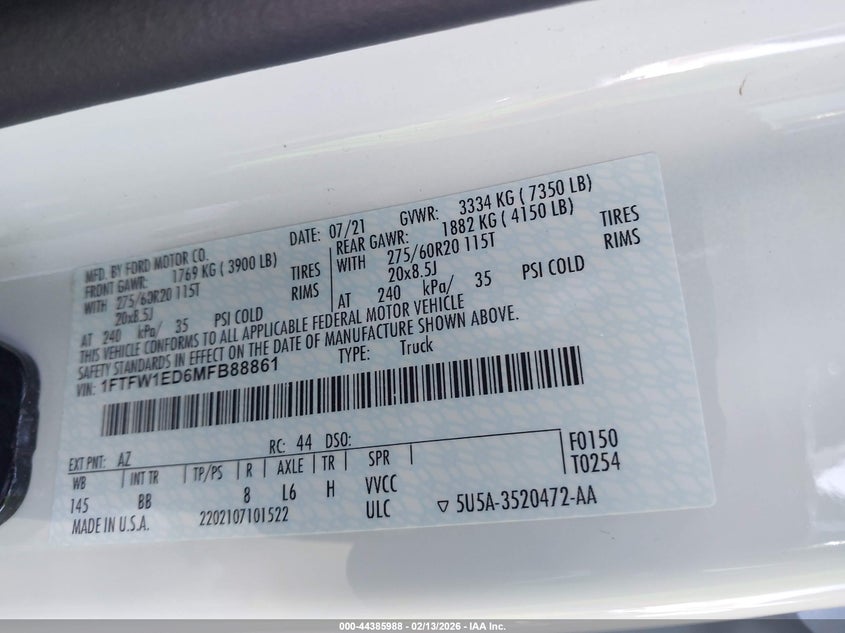 MFD. BY FORD MOTOR CO.
DATE: 07/21
GVWR: 3334 KG ( 7350 LB)
FRONT GAWR: 1769 KG ( 3900 LB)
REAR GAWR: 1882 KG ( 4150 LB)
WITH 275/60R20 115T TIRES
WITH 275/60R20 115T TIRES
20x8.5J RIMS
20x8.5J RIMS
AT 240 kPa/ 35 PSI COLD
AT 240 kPa/ 35 PSI COLD
THIS VEHICLE CONFORMS TO ALL APPLICABLE FEDERAL MOTOR VEHICLE
SAFETY STANDARDS IN EFFECT ON THE DATE OF MANUFACTURE SHOWN ABOVE.
VIN: 1FTFW1ED6MFB88861
TYPE: Truck
EXT PNT: AZ RC: 44 DSO:
F0150
WB INT TR TP/PS R AXLE TR SPR
T0254
145 BB 8 L6 H VVCC
MADE IN U.S.A. 2202107101522 ULC
▽ 5U5A-3520472-AA
000-44385988 - 02/13/2026 - IAA Inc.